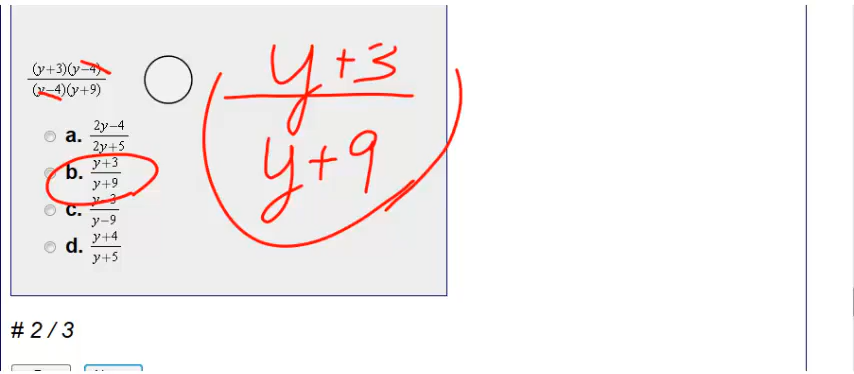 (y+3)(y−4)
(y−4)(y+9)
y+3
y+9
a. 2y−4
2y+5
b. y+3
y+9
c. y−3
y−9
d. y+4
y+5
# 2 / 3